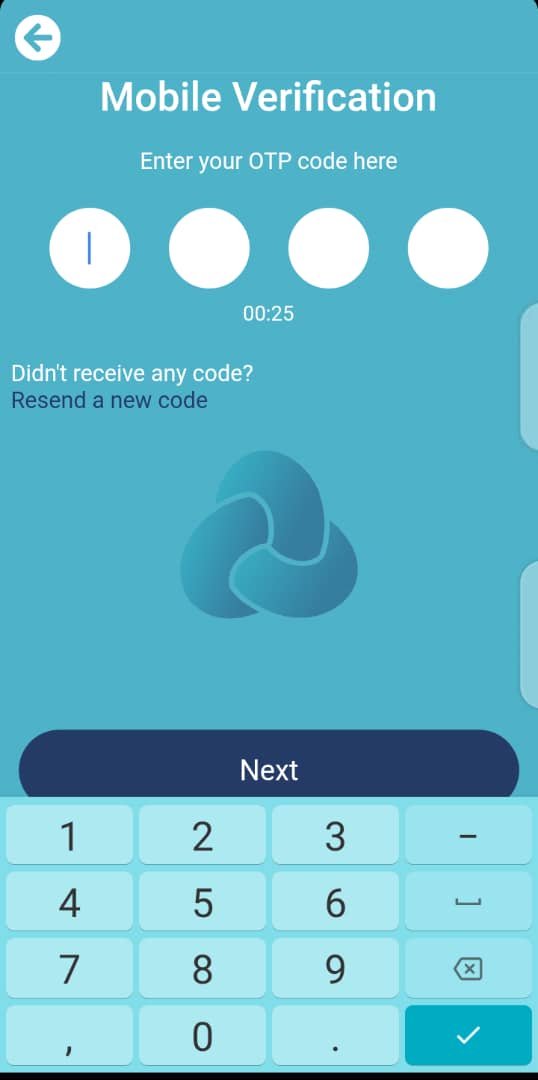 Mobile Verification
Enter your OTP code here
00:25
Didn't receive any code?
Resend a new code
Next
1 2 3 –
4 5 6
7 8 9
, 0 .